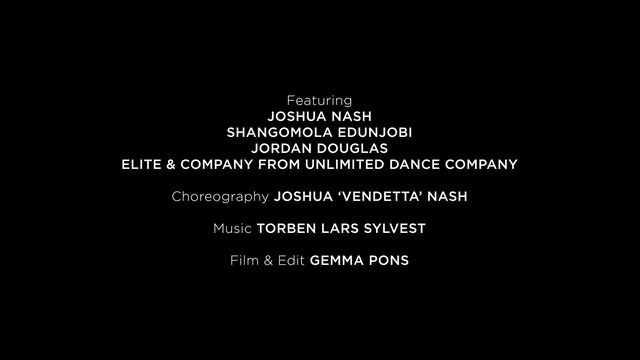 Featuring
JOSHUA NASH
SHANGOMOLA EDUNJOBI
JORDAN DOUGLAS
ELITE & COMPANY FROM UNLIMITED DANCE COMPANY
Choreography JOSHUA ‘VENDETTA’ NASH
Music TORBEN LARS SYLVEST
Film & Edit GEMMA PONS